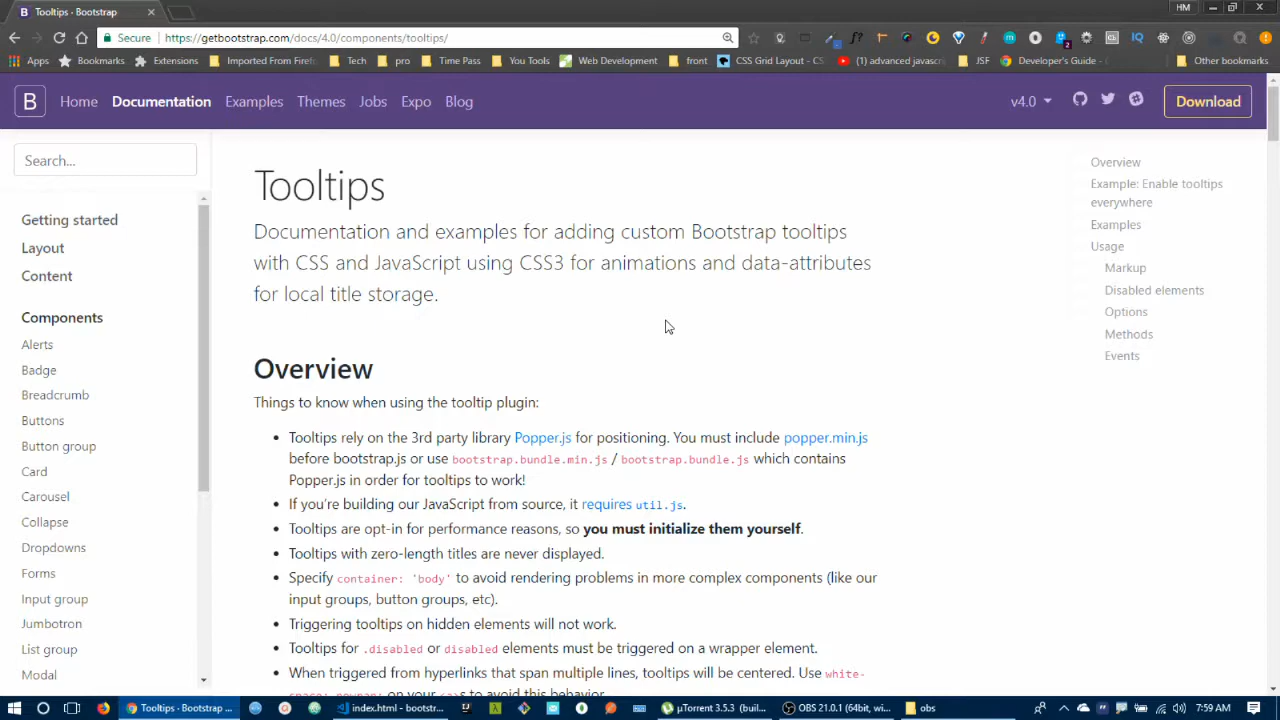 Tooltips - Bootstrap
HM
Secure
https://getbootstrap.com/docs/4.0/components/tooltips/
Apps
Bookmarks
Extensions
Imported From Firef
Tech
pro
Time Pass
You Tools
Web Development
front
CSS Grid Layout - CS
(1) advanced javascr
JSF
Developer's Guide -
Other bookmarks
B
Home
Documentation
Examples
Themes
Jobs
Expo
Blog
v4.0
Download
Search...
Getting started
Layout
Content
Components
Alerts
Badge
Breadcrumb
Buttons
Button group
Card
Carousel
Collapse
Dropdowns
Forms
Input group
Jumbotron
List group
Modal
Tooltips
Documentation and examples for adding custom Bootstrap tooltips
with CSS and JavaScript using CSS3 for animations and data-attributes
for local title storage.
Overview
Things to know when using the tooltip plugin:
Tooltips rely on the 3rd party library Popper.js for positioning. You must include popper.min.js
before bootstrap.js or use bootstrap.bundle.min.js / bootstrap.bundle.js which contains
Popper.js in order for tooltips to work!
If you're building our JavaScript from source, it requires util.js.
Tooltips are opt-in for performance reasons, so you must initialize them yourself.
Tooltips with zero-length titles are never displayed.
Specify container: 'body' to avoid rendering problems in more complex components (like our
input groups, button groups, etc).
Triggering tooltips on hidden elements will not work.
Tooltips for .disabled or disabled elements must be triggered on a wrapper element.
When triggered from hyperlinks that span multiple lines, tooltips will be centered. Use white-
space: nowrap; on your <a>s to avoid this behavior.
Overview
Example: Enable tooltips
everywhere
Examples
Usage
Markup
Disabled elements
Options
Methods
Events
Tooltips - Bootstrap ...
index.html - bootstr...
µTorrent 3.5.3 (buil...
OBS 21.0.1 (64bit, wi...
obs
7:59 AM